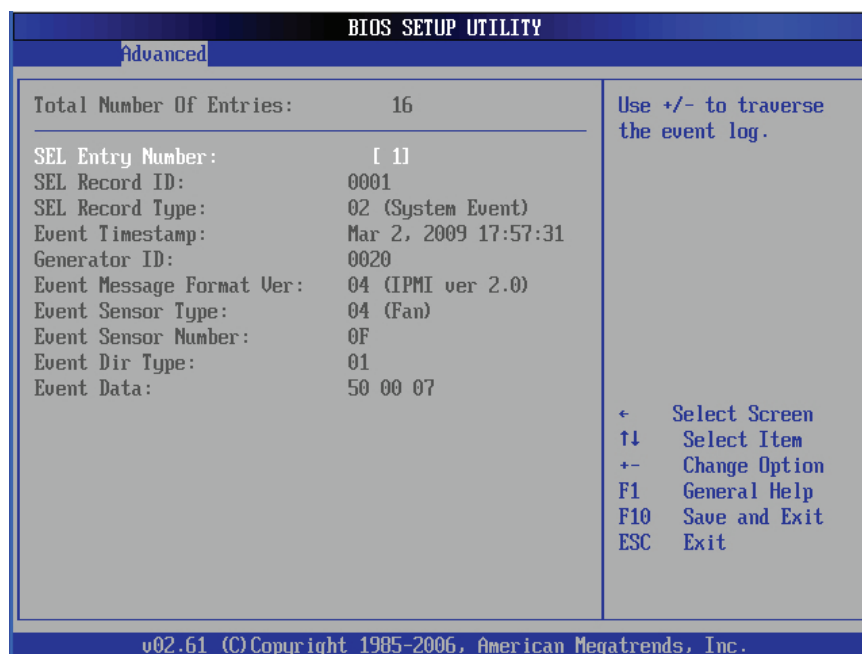 BIOS SETUP UTILITY
Advanced
Total Number Of Entries: 16
SEL Entry Number: [ 1]
SEL Record ID: 0001
SEL Record Type: 02 (System Event)
Event Timestamp: Mar 2, 2009 17:57:31
Generator ID: 0020
Event Message Format Ver: 04 (IPMI ver 2.0)
Event Sensor Type: 04 (Fan)
Event Sensor Number: 0F
Event Dir Type: 01
Event Data: 50 00 07
Use +/- to traverse
the event log.
← Select Screen
↑↓ Select Item
+- Change Option
F1 General Help
F10 Save and Exit
ESC Exit
v02.61 (C)Copyright 1985-2006, American Megatrends, Inc.